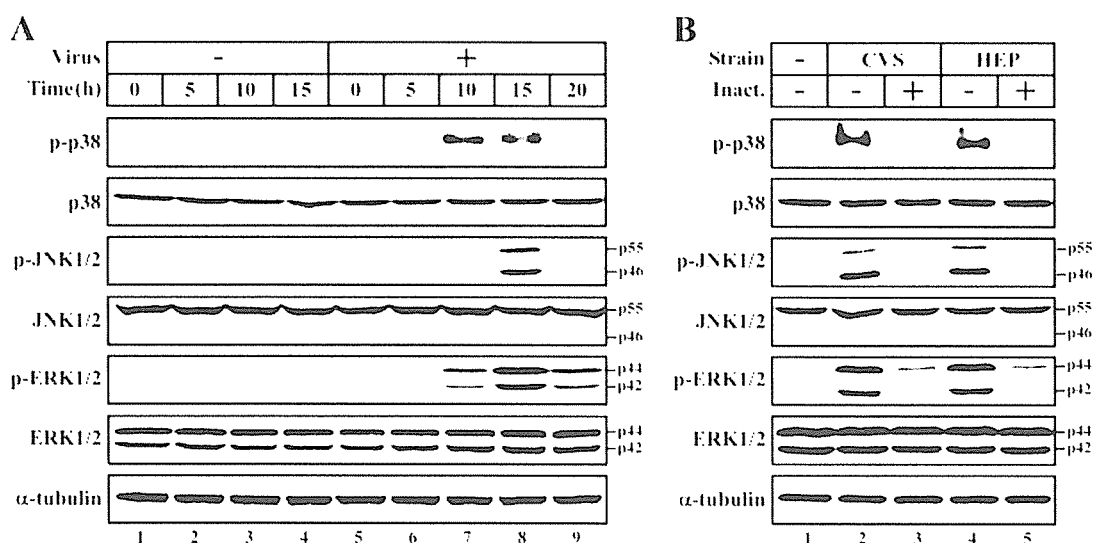 A
Virus - +
Time(h) 0 5 10 15 0 5 10 15 20
p-p38
p38
p-JNK1/2 p55
p46
JNK1/2 p55
p46
p-ERK1/2 p44
p42
ERK1/2 p44
p42
α-tubulin
1 2 3 4 5 6 7 8 9
B
Strain - CVS HEP
Inact. - - + - +
p-p38
p38
p-JNK1/2 p55
p46
JNK1/2 p55
p46
p-ERK1/2 p44
p42
ERK1/2 p44
p42
α-tubulin
1 2 3 4 5